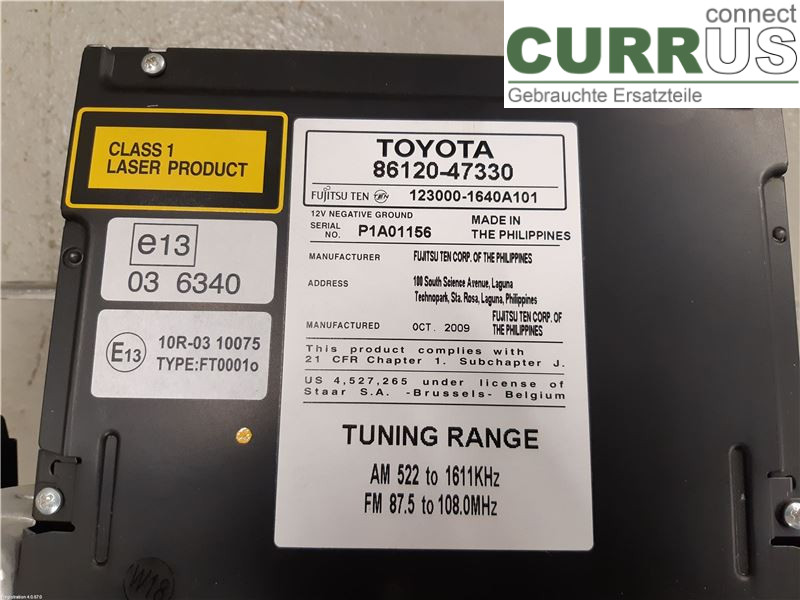 connect
CURRUS
Gebrauchte Ersatzteile
CLASS 1
LASER PRODUCT
e13
03 6340
E13
10R-03 10075
TYPE:FT0001o
TOYOTA
86120-47330
FUJITSU TEN TEN 123000-1640A101
12V NEGATIVE GROUND
SERIAL NO. P1A01156
MADE IN THE PHILIPPINES
MANUFACTURER FUJITSU TEN CORP. OF THE PHILIPPINES
ADDRESS 100 South Science Avenue, Laguna
Technopark, Sta. Rosa, Laguna, Philippines
MANUFACTURED OCT. 2009 FUJITSU TEN CORP. OF
THE PHILIPPINES
This product complies with
21 CFR Chapter 1. Subchapter J.
US 4,527,265 under license of
Staar S.A. -Brussels- Belgium
TUNING RANGE
AM 522 to 1611KHz
FM 87.5 to 108.0MHz
W18